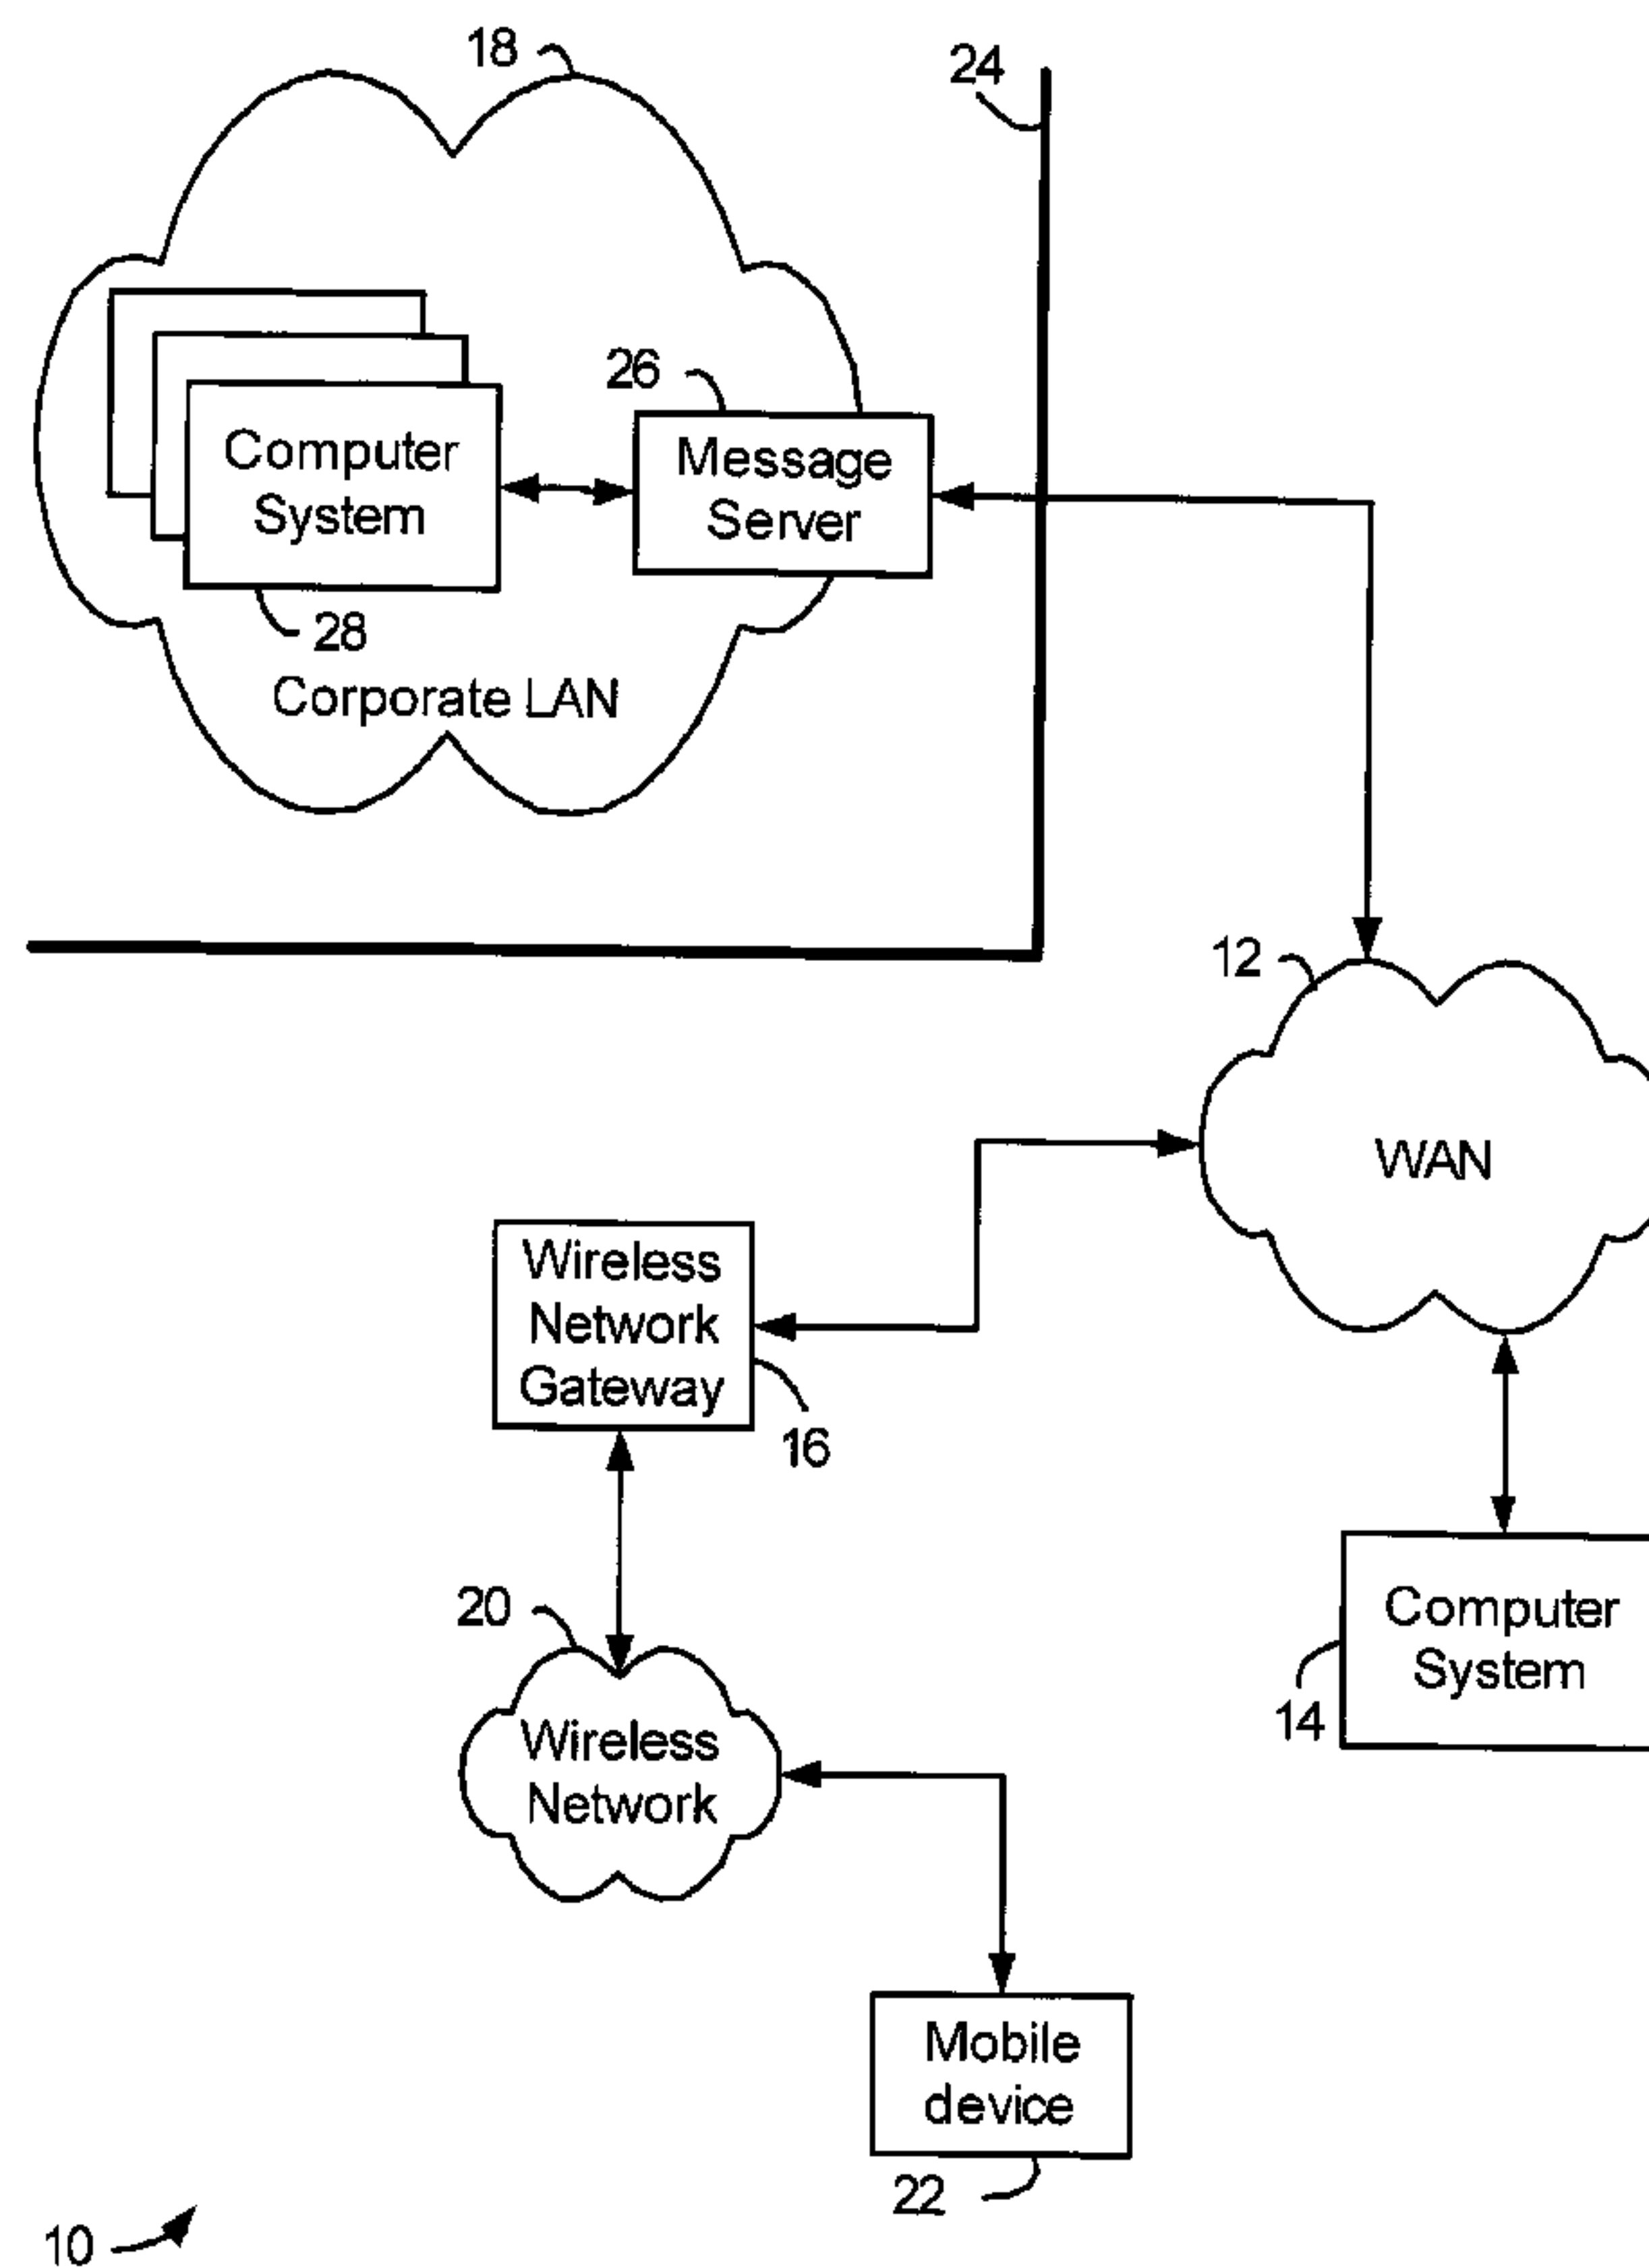 18
24
26
Computer
System
Message
Server
28
Corporate LAN
12
WAN
Wireless
Network
Gateway
16
20
Wireless
Network
Computer
System
14
Mobile
device
22
10